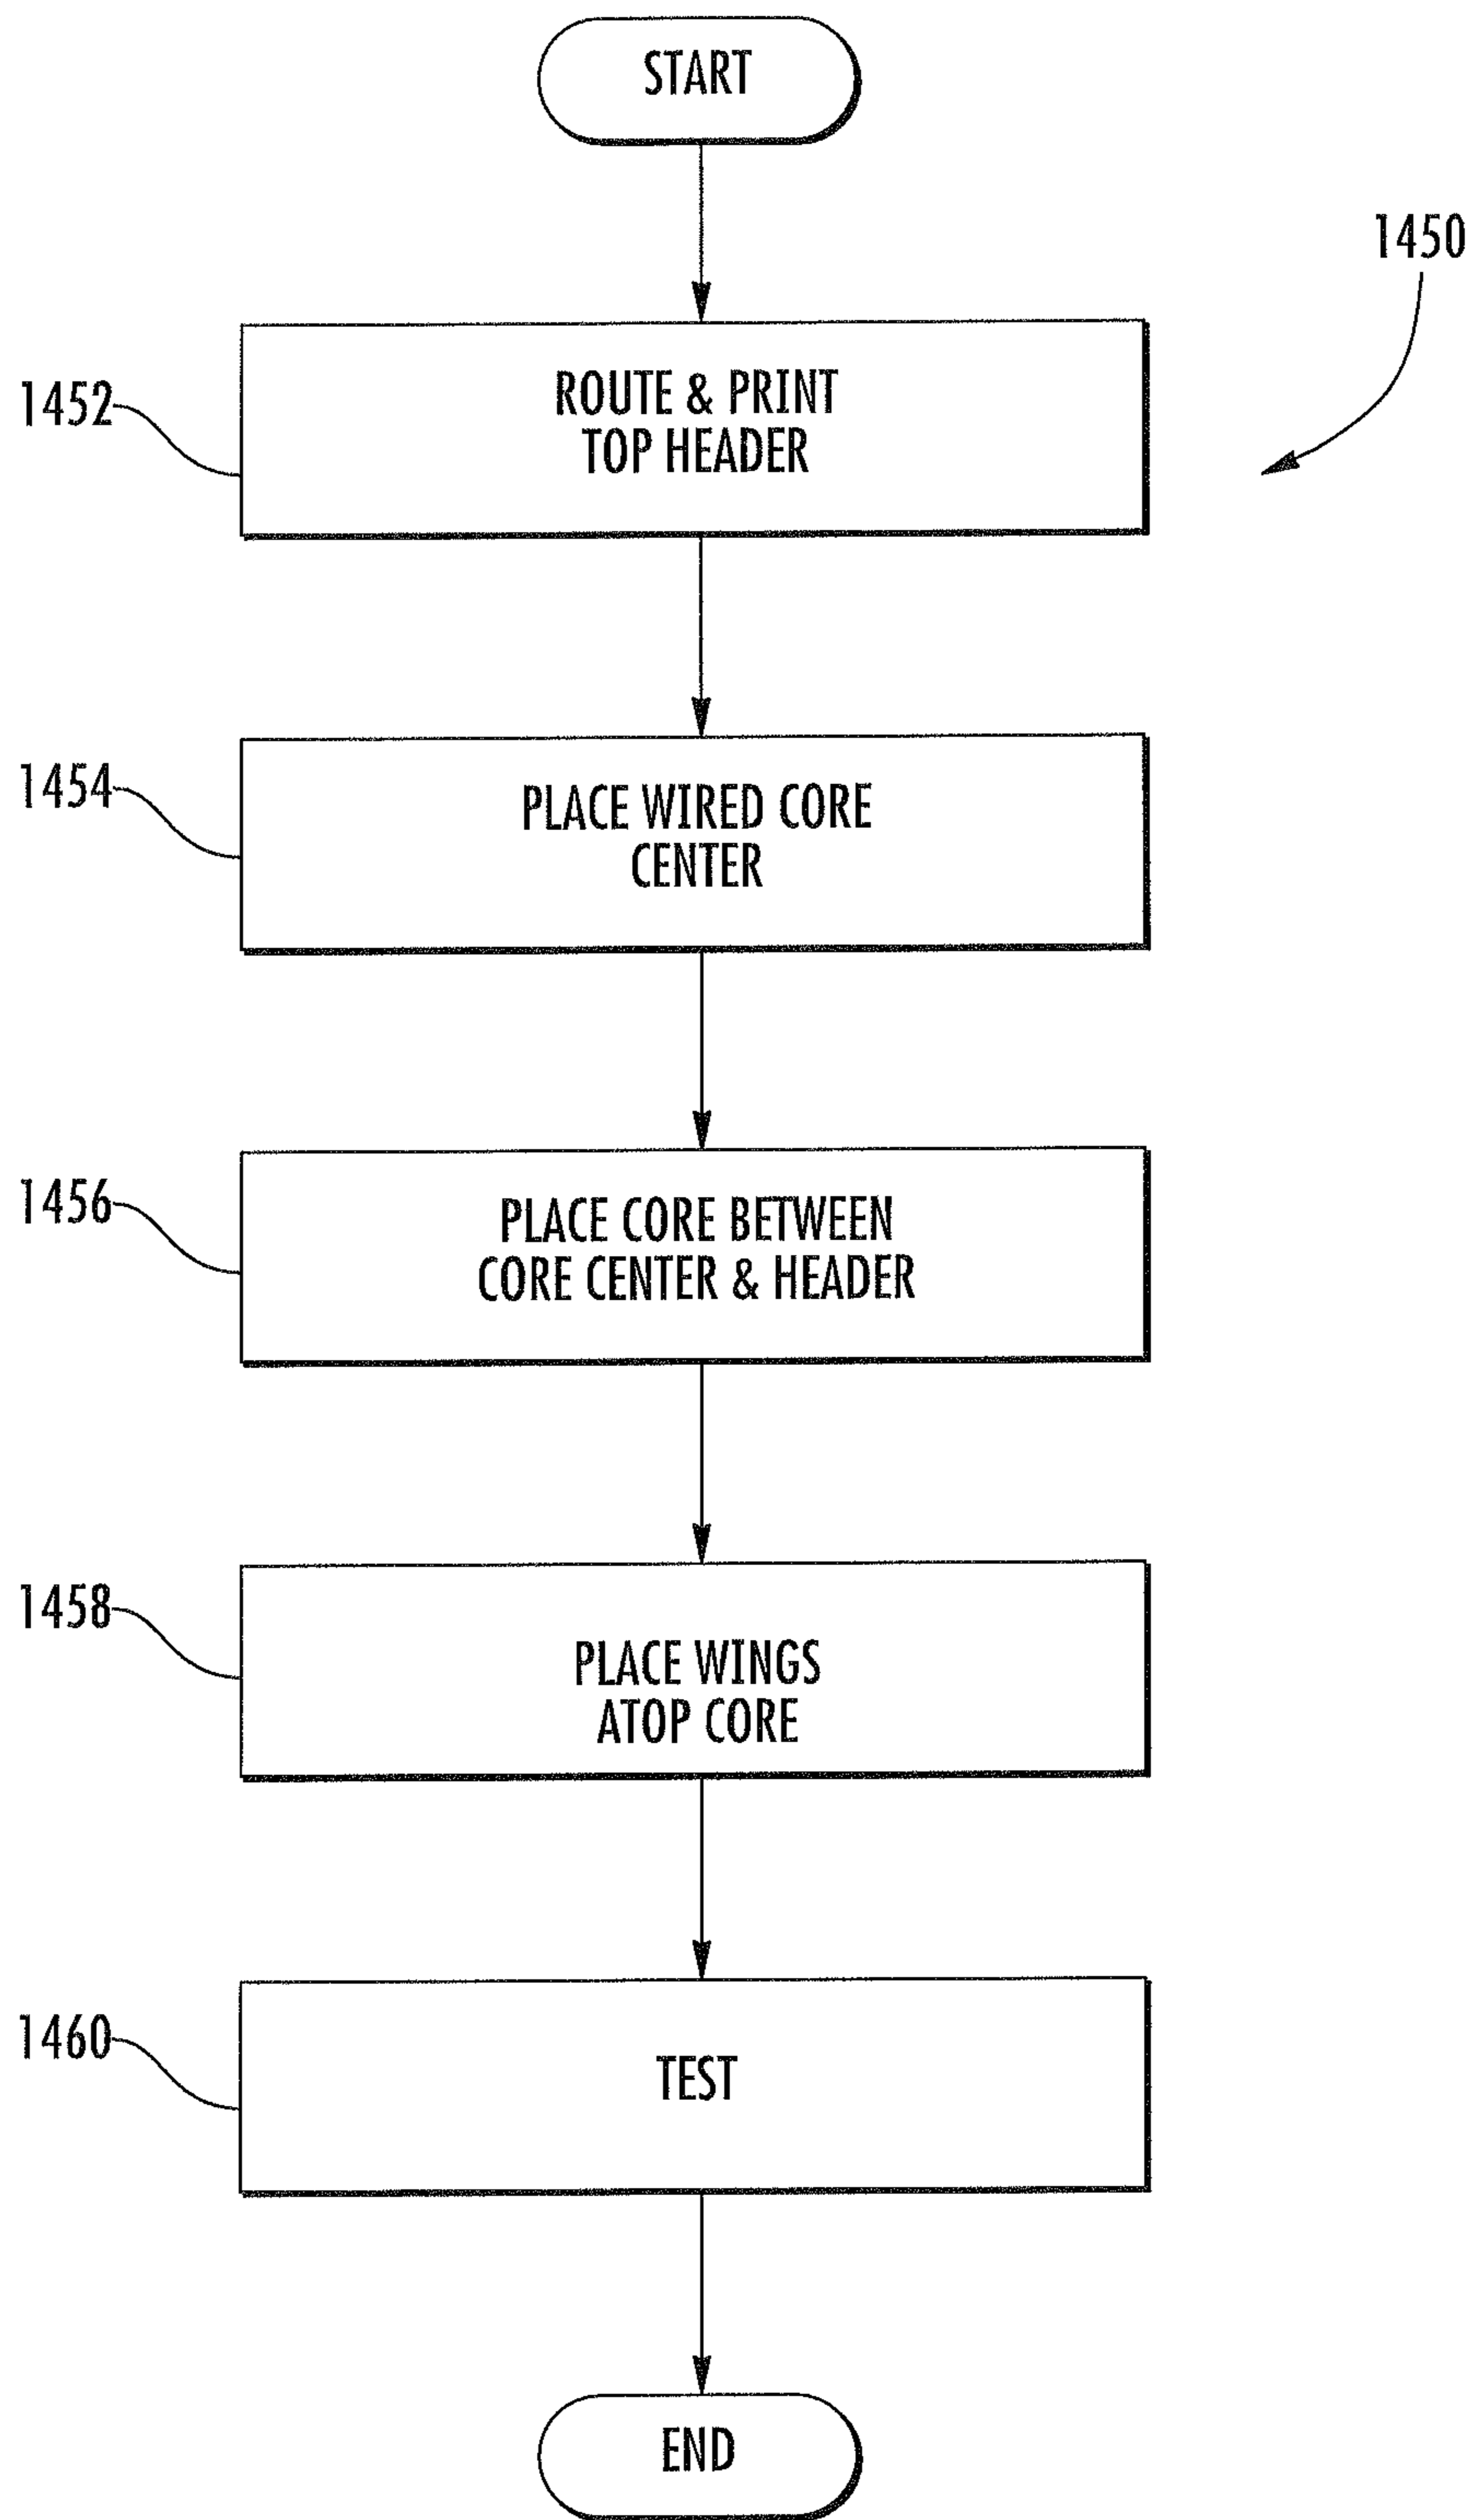 START
1450
1452
ROUTE & PRINT
TOP HEADER
1454
PLACE WIRED CORE
CENTER
1456
PLACE CORE BETWEEN
CORE CENTER & HEADER
1458
PLACE WINGS
ATOP CORE
1460
TEST
END